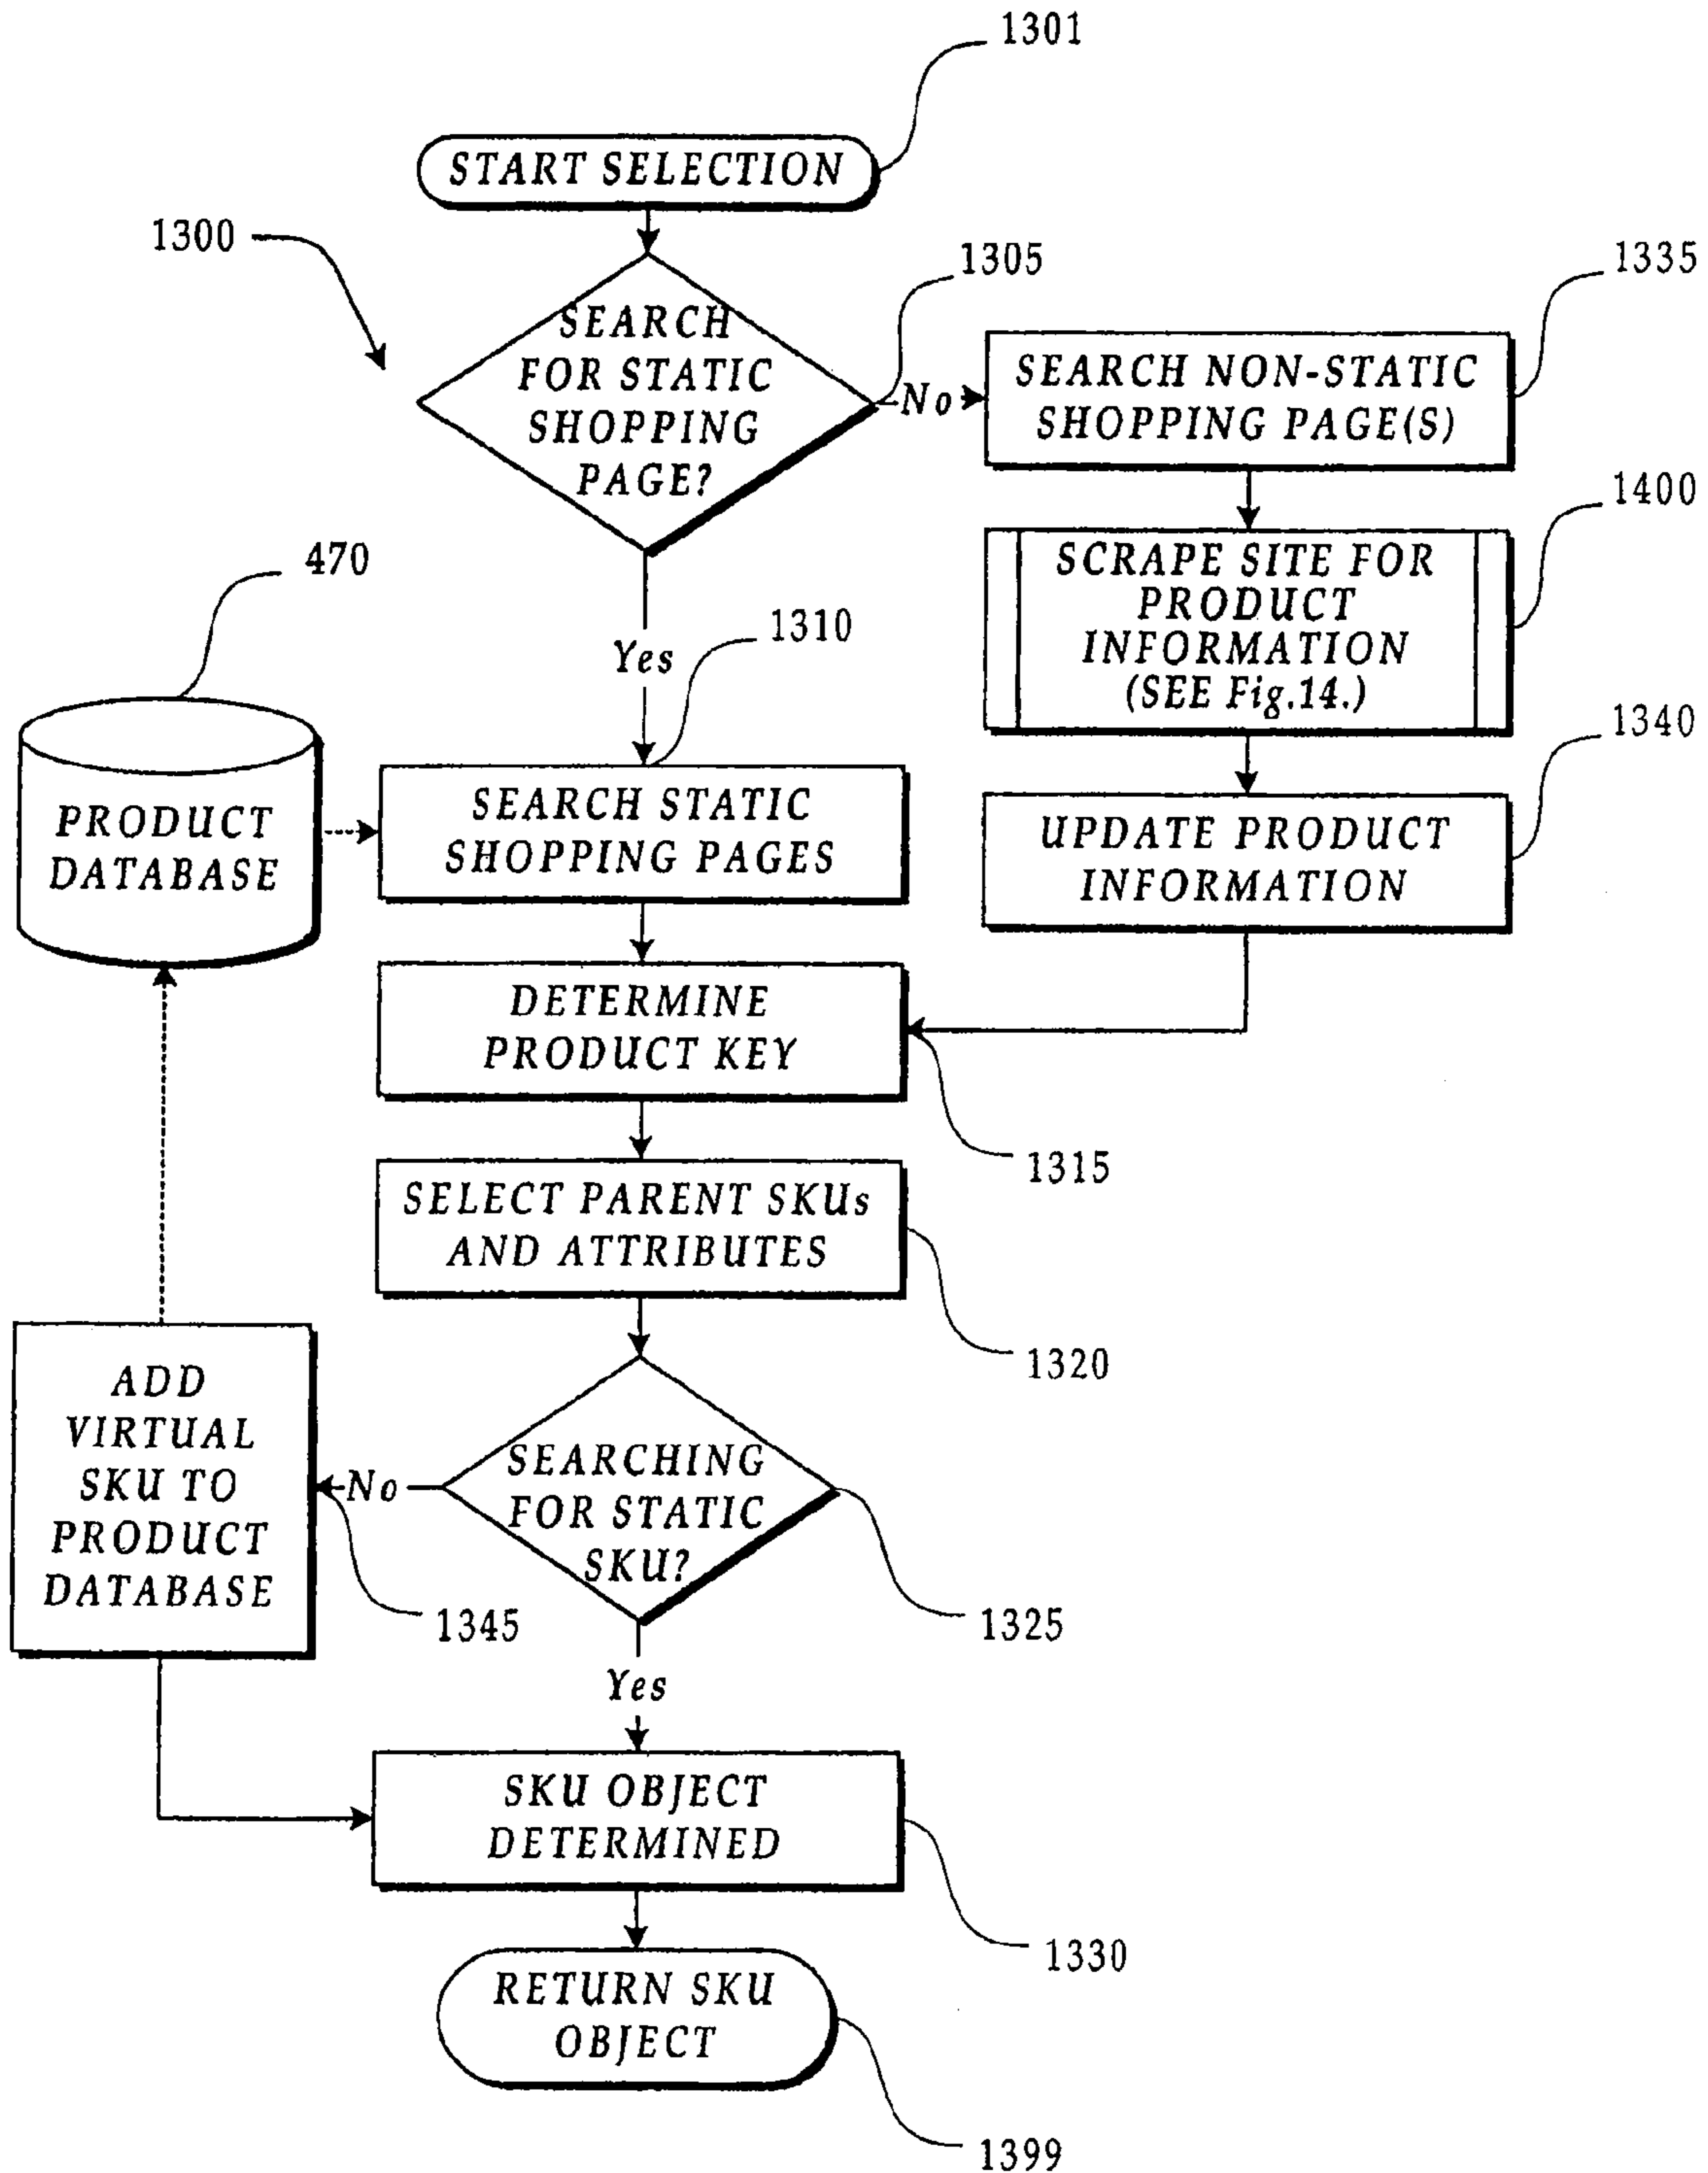 1301
START SELECTION
1300
1305
1335
SEARCH
FOR STATIC
SHOPPING
PAGE?
No
SEARCH NON-STATIC
SHOPPING PAGE(S)
1400
470
SCRAPE SITE FOR
PRODUCT
INFORMATION
(SEE Fig.14.)
Yes
1310
1340
PRODUCT
DATABASE
SEARCH STATIC
SHOPPING PAGES
UPDATE PRODUCT
INFORMATION
DETERMINE
PRODUCT KEY
1315
SELECT PARENT SKUs
AND ATTRIBUTES
1320
ADD
VIRTUAL
SKU TO
PRODUCT
DATABASE
No
SEARCHING
FOR STATIC
SKU?
1345
1325
Yes
SKU OBJECT
DETERMINED
1330
RETURN SKU
OBJECT
1399